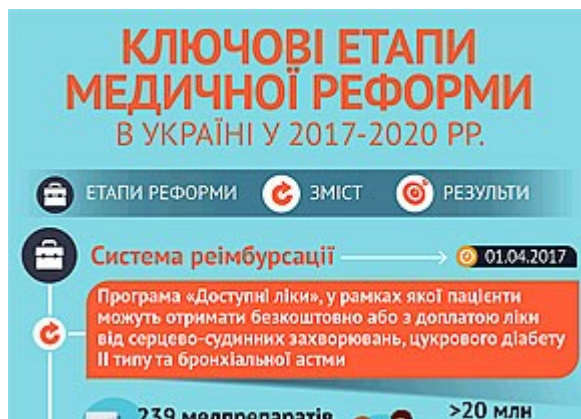 КЛЮЧОВІ ЕТАПИ
МЕДИЧНОЇ РЕФОРМИ
В УКРАЇНІ У 2017-2020 РР.
ЕТАПИ РЕФОРМИ ЗМІСТ РЕЗУЛЬТИ
Система реімбурсації 01.04.2017
Програма «Доступні ліки», у рамках якої пацієнти
можуть отримати безкоштовно або з доплатою ліки
від серцево-судинних захворювань, цукрового діабету
ІІ типу та бронхіальної астми
239 медпрепаратів >20 млн